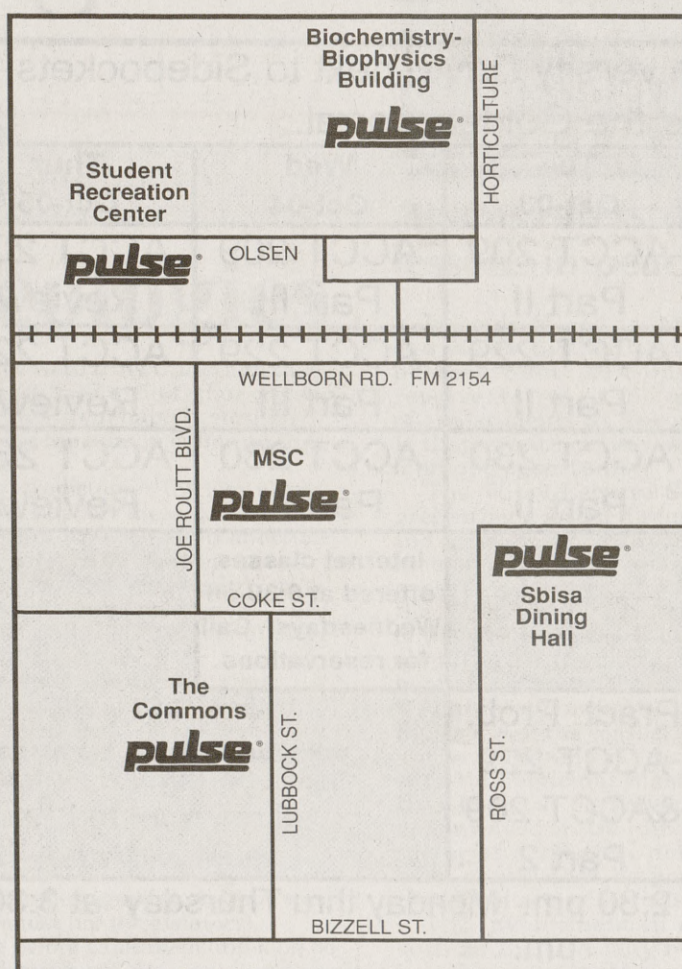 Biochemistry-
Biophysics
Building
pulse®
HORTICULTURE
Student
Recreation
Center
pulse®
OLSEN
WELLBORN RD. FM 2154
JOE ROUTT BLVD.
MSC
pulse®
pulse®
Sbisa
Dining
Hall
COKE ST.
The
Commons
pulse®
LUBBOCK ST.
ROSS ST.
BIZZELL ST.